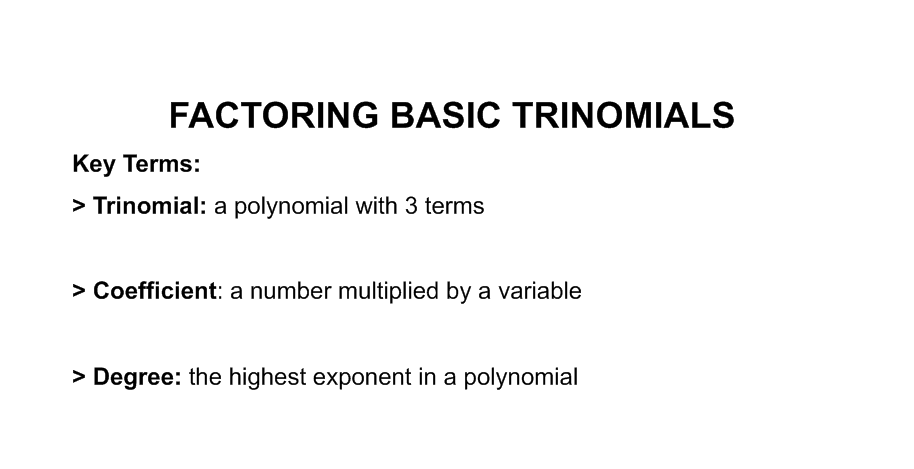 FACTORING BASIC TRINOMIALS
Key Terms:
> Trinomial: a polynomial with 3 terms
> Coefficient: a number multiplied by a variable
> Degree: the highest exponent in a polynomial